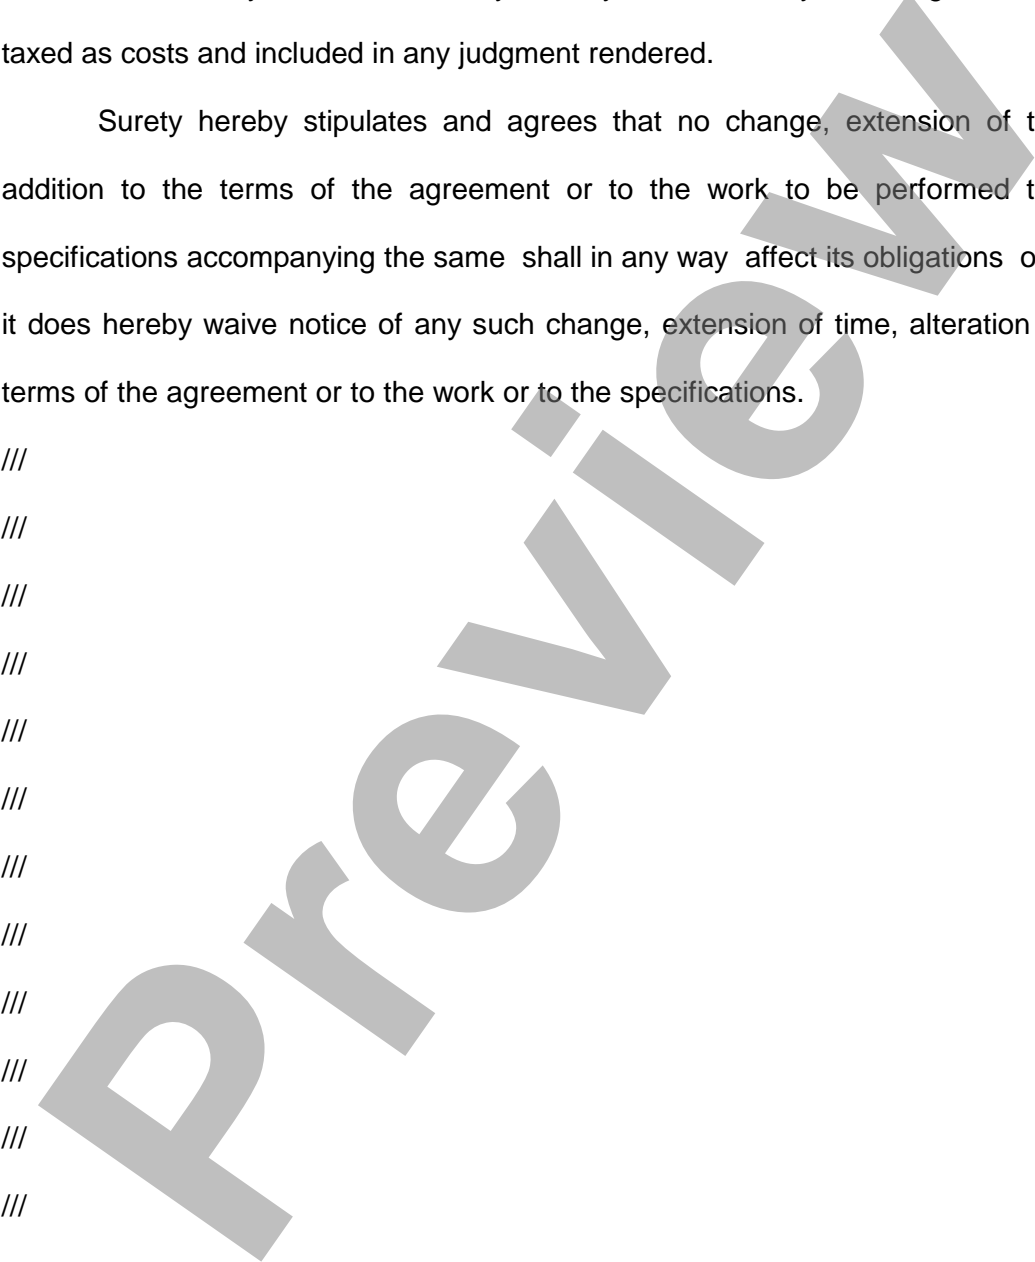 taxed as costs and included in any judgment rendered.
Surety hereby stipulates and agrees that no change, extension of t
addition to the terms of the agreement or to the work to be performed t
specifications accompanying the same shall in any way affect its obligations o
it does hereby waive notice of any such change, extension of time, alteration
terms of the agreement or to the work or to the specifications.
///
///
///
///
///
///
///
///
///
///
///
///
Preview